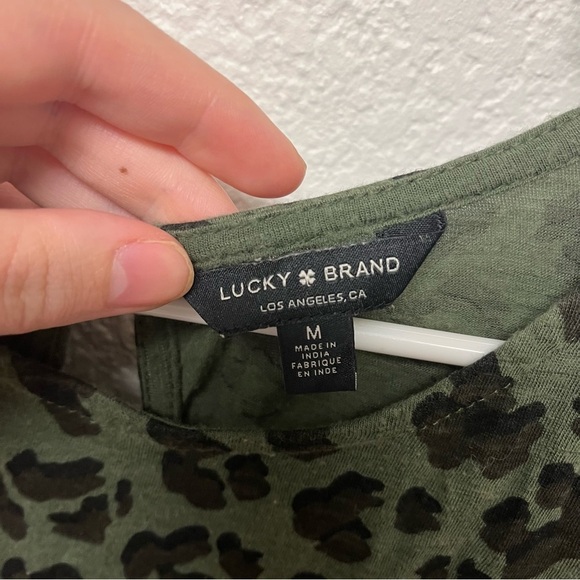 LUCKY BRAND
LOS ANGELES, CA
M
MADE IN
INDIA
FABRIQUE
EN INDE